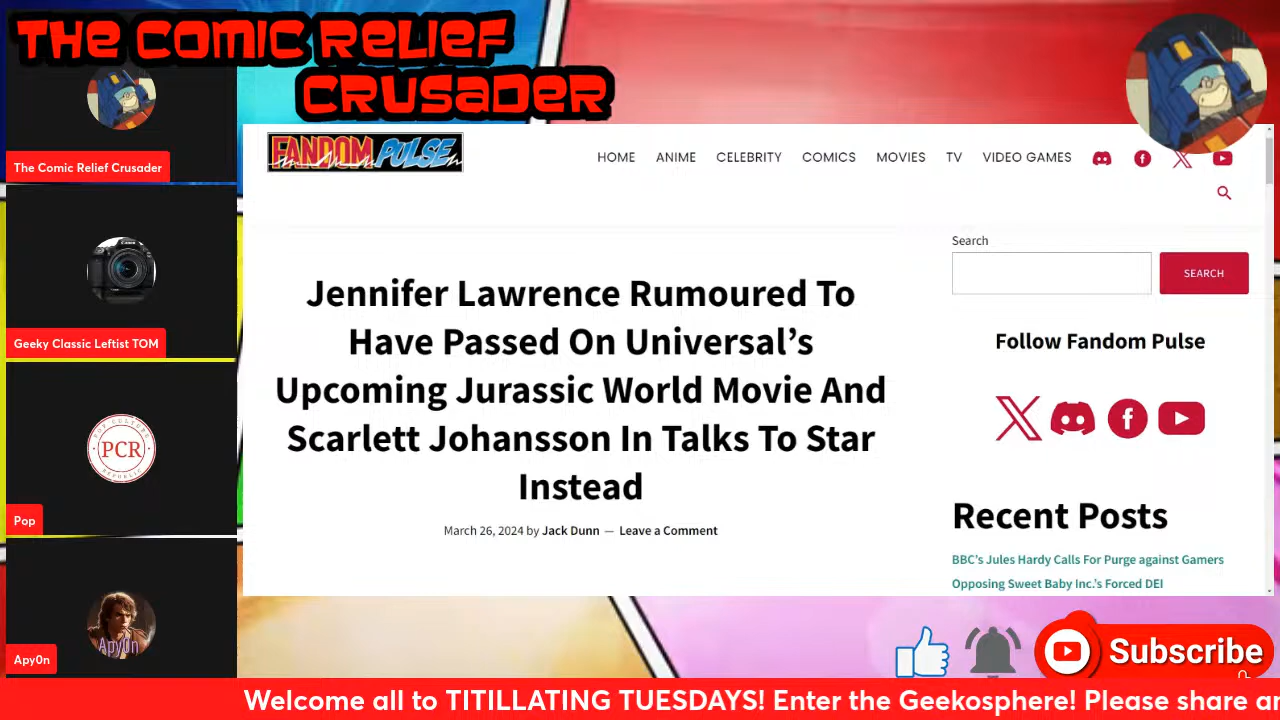 THE COMIC RELIEF
CRUSADER
The Comic Relief Crusader
Geeky Classic Leftist TOM
POP CULTURE
PCR
REPUBLIC
Pop
Apy0n
Apy0n
FANDOM PULSE
HOME ANIME CELEBRITY COMICS MOVIES TV VIDEO GAMES
Jennifer Lawrence Rumoured To
Have Passed On Universal’s
Upcoming Jurassic World Movie And
Scarlett Johansson In Talks To Star
Instead
March 26, 2024 by Jack Dunn — Leave a Comment
Search
SEARCH
Follow Fandom Pulse
Recent Posts
BBC’s Jules Hardy Calls For Purge against Gamers
Opposing Sweet Baby Inc.’s Forced DEI
Subscribe
Welcome all to TITILLATING TUESDAYS! Enter the Geekosphere! Please share